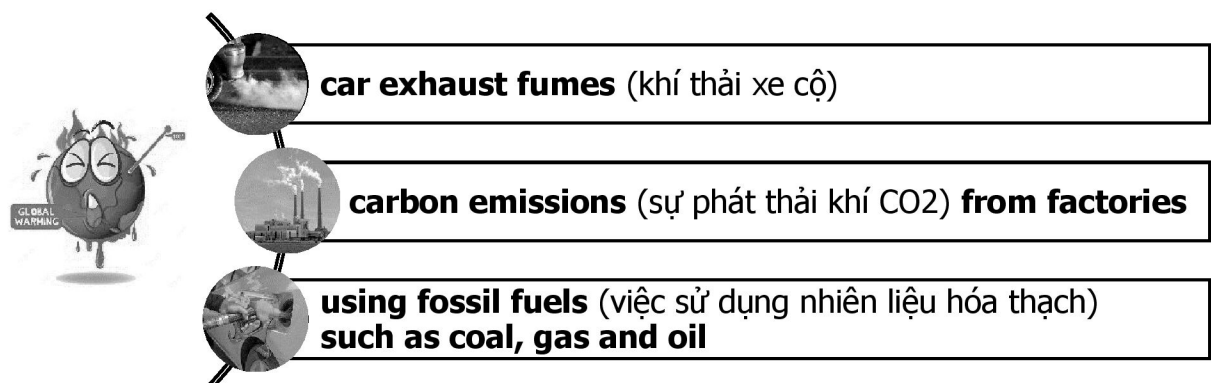 car exhaust fumes (khí thải xe cộ)
GLOBAL
WARMING
carbon emissions (sự phát thải khí CO2) from factories
using fossil fuels (việc sử dụng nhiên liệu hóa thạch)
such as coal, gas and oil